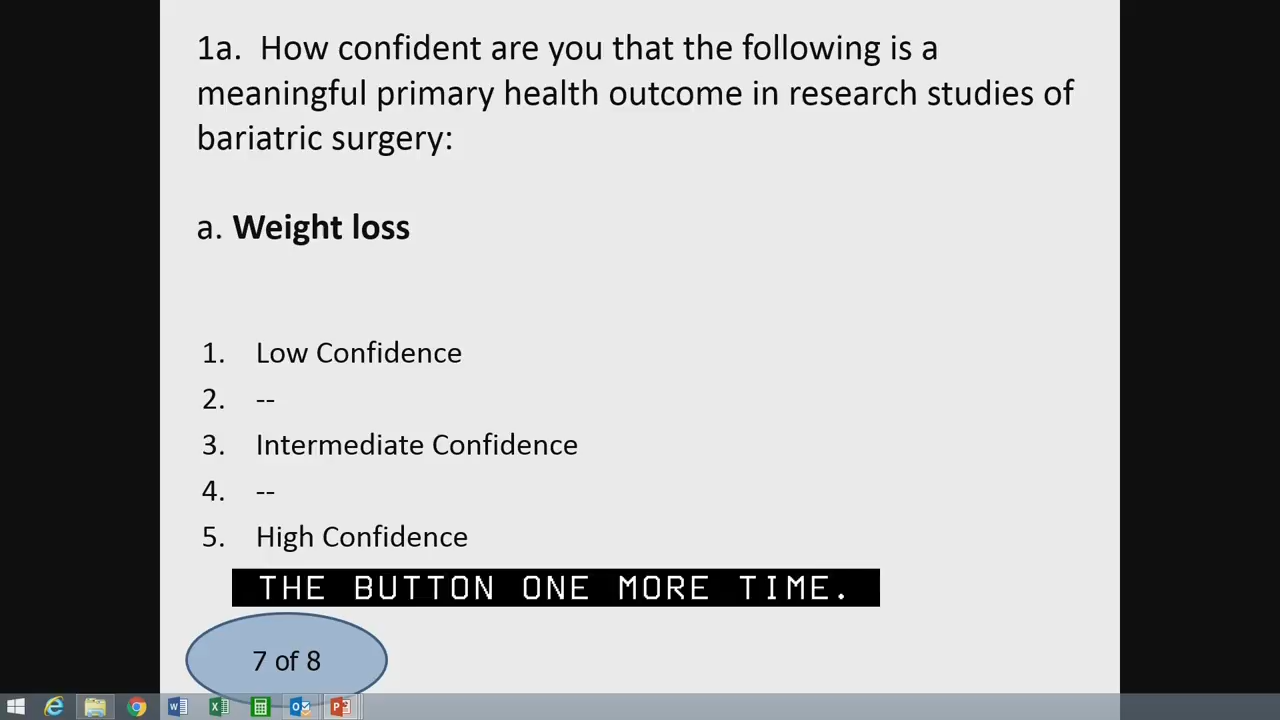 1a. How confident are you that the following is a
meaningful primary health outcome in research studies of
bariatric surgery:
a. Weight loss
1. Low Confidence
2. --
3. Intermediate Confidence
4. --
5. High Confidence
THE BUTTON ONE MORE TIME.
7 of 8